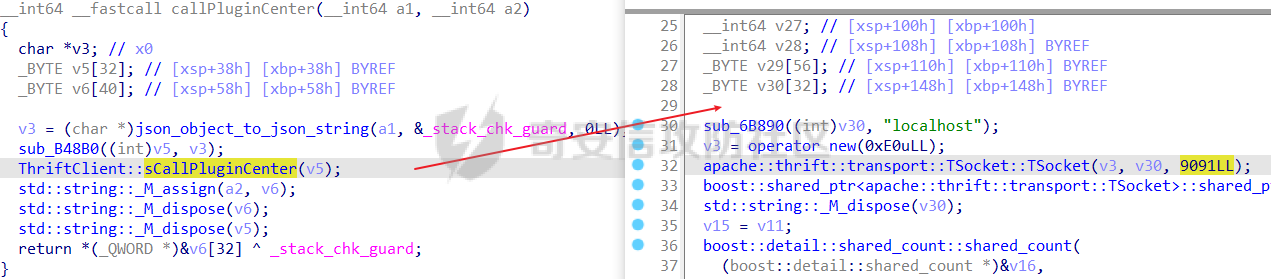 __int64 __fastcall callPluginCenter(__int64 a1, __int64 a2)
{
char *v3; // x0
_BYTE v5[32]; // [xsp+38h] [xbp+38h] BYREF
_BYTE v6[40]; // [xsp+58h] [xbp+58h] BYREF
v3 = (char *)json_object_to_json_string(a1, &_stack_chk_guard, 0LL);
sub_B48B0((int)v5, v3);
ThriftClient::sCallPluginCenter(v5);
std::string::_M_assign(a2, v6);
std::string::_M_dispose(v6);
std::string::_M_dispose(v5);
return *(_QWORD *)&v6[32] ^ _stack_chk_guard;
}
25 __int64 v27; // [xsp+100h] [xbp+100h]
26 __int64 v28; // [xsp+108h] [xbp+108h] BYREF
27 _BYTE v29[56]; // [xsp+110h] [xbp+110h] BYREF
28 _BYTE v30[32]; // [xsp+148h] [xbp+148h] BYREF
29
30 sub_6B890((int)v30, "localhost");
31 v3 = operator new(0xE0uLL);
32 apache::thrift::transport::TSocket::TSocket(v3, v30, 9091LL);
33 boost::shared_ptr<apache::thrift::transport::TSocket>::shared_p
34 std::string::_M_dispose(v30);
35 v15 = v11;
36 boost::detail::shared_count::shared_count(
37 (boost::detail::shared_count *)&v16,
奇安信攻防社区